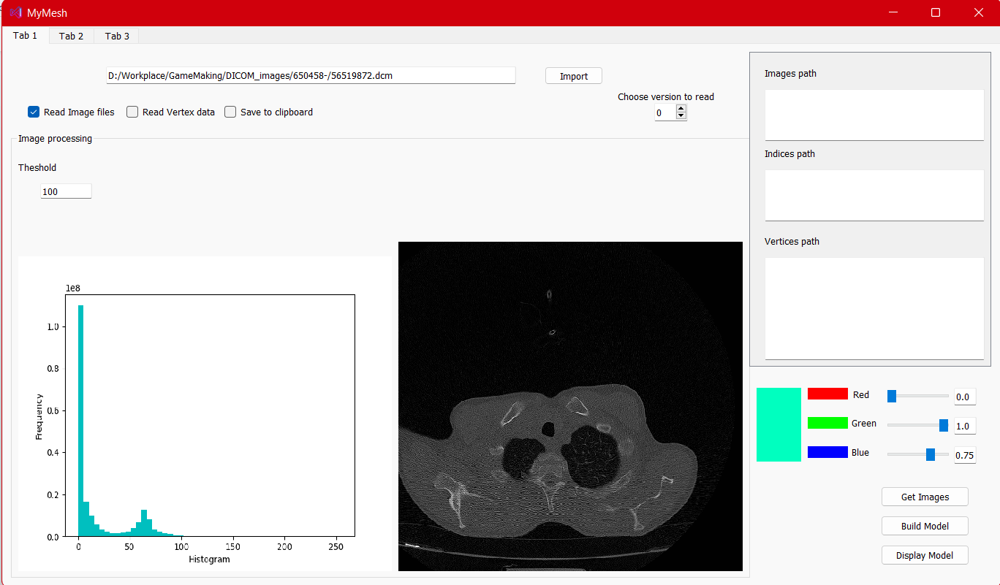 MyMesh
Tab 1
Tab 2
Tab 3
D:/Workplace/GameMaking/DICOM_images/650458-/56519872.dcm
Import
Choose version to read
0
Read Image files
Read Vertex data
Save to clipboard
Image processing
Theshold
100
1e8
1.0
0.8
0.6
0.4
0.2
0.0
Frequency
0 50 100 150 200 250
Histogram
Images path
Indices path
Vertices path
Red
0.0
Green
1.0
Blue
0.75
Get Images
Build Model
Display Model